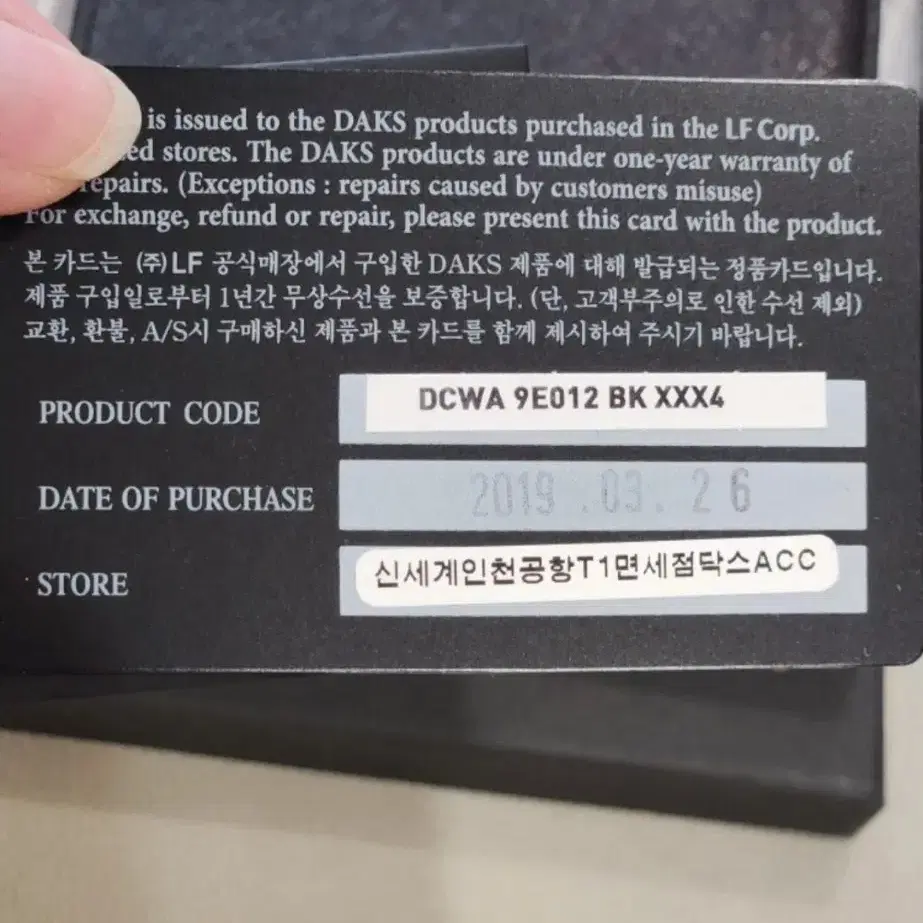 is issued to the DAKS products purchased in the LF Corp.
stores. The DAKS products are under one-year warranty of
repairs. (Exceptions : repairs caused by customers misuse)
For exchange, refund or repair, please present this card with the product.
본 카드는 (주)LF 공식매장에서 구입한 DAKS 제품에 대해 발급되는 정품카드입니다.
제품 구입일로부터 1년간 무상수선을 보증합니다. (단, 고객부주의로 인한 수선 제외)
교환, 환불, A/S시 구매하신 제품과 본 카드를 함께 제시하여 주시기 바랍니다.
PRODUCT CODE
DCWA 9E012 BK XXX4
DATE OF PURCHASE
2019 .03. 26
STORE
신세계인천공항T1면세점닥스ACC